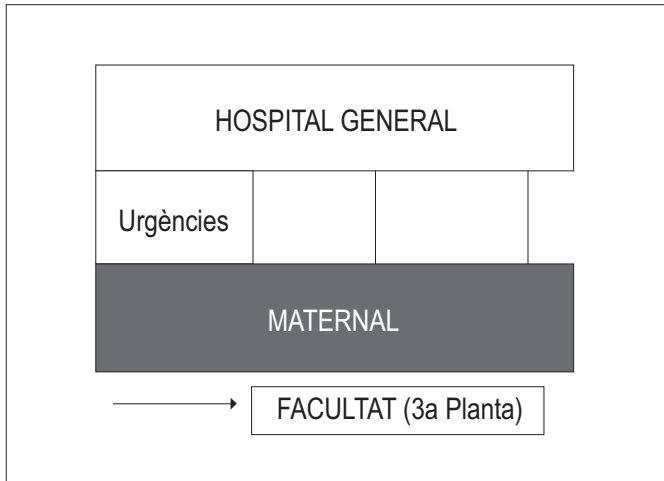 HOSPITAL GENERAL
Urgències
MATERNAL
FACULTAT (3a Planta)